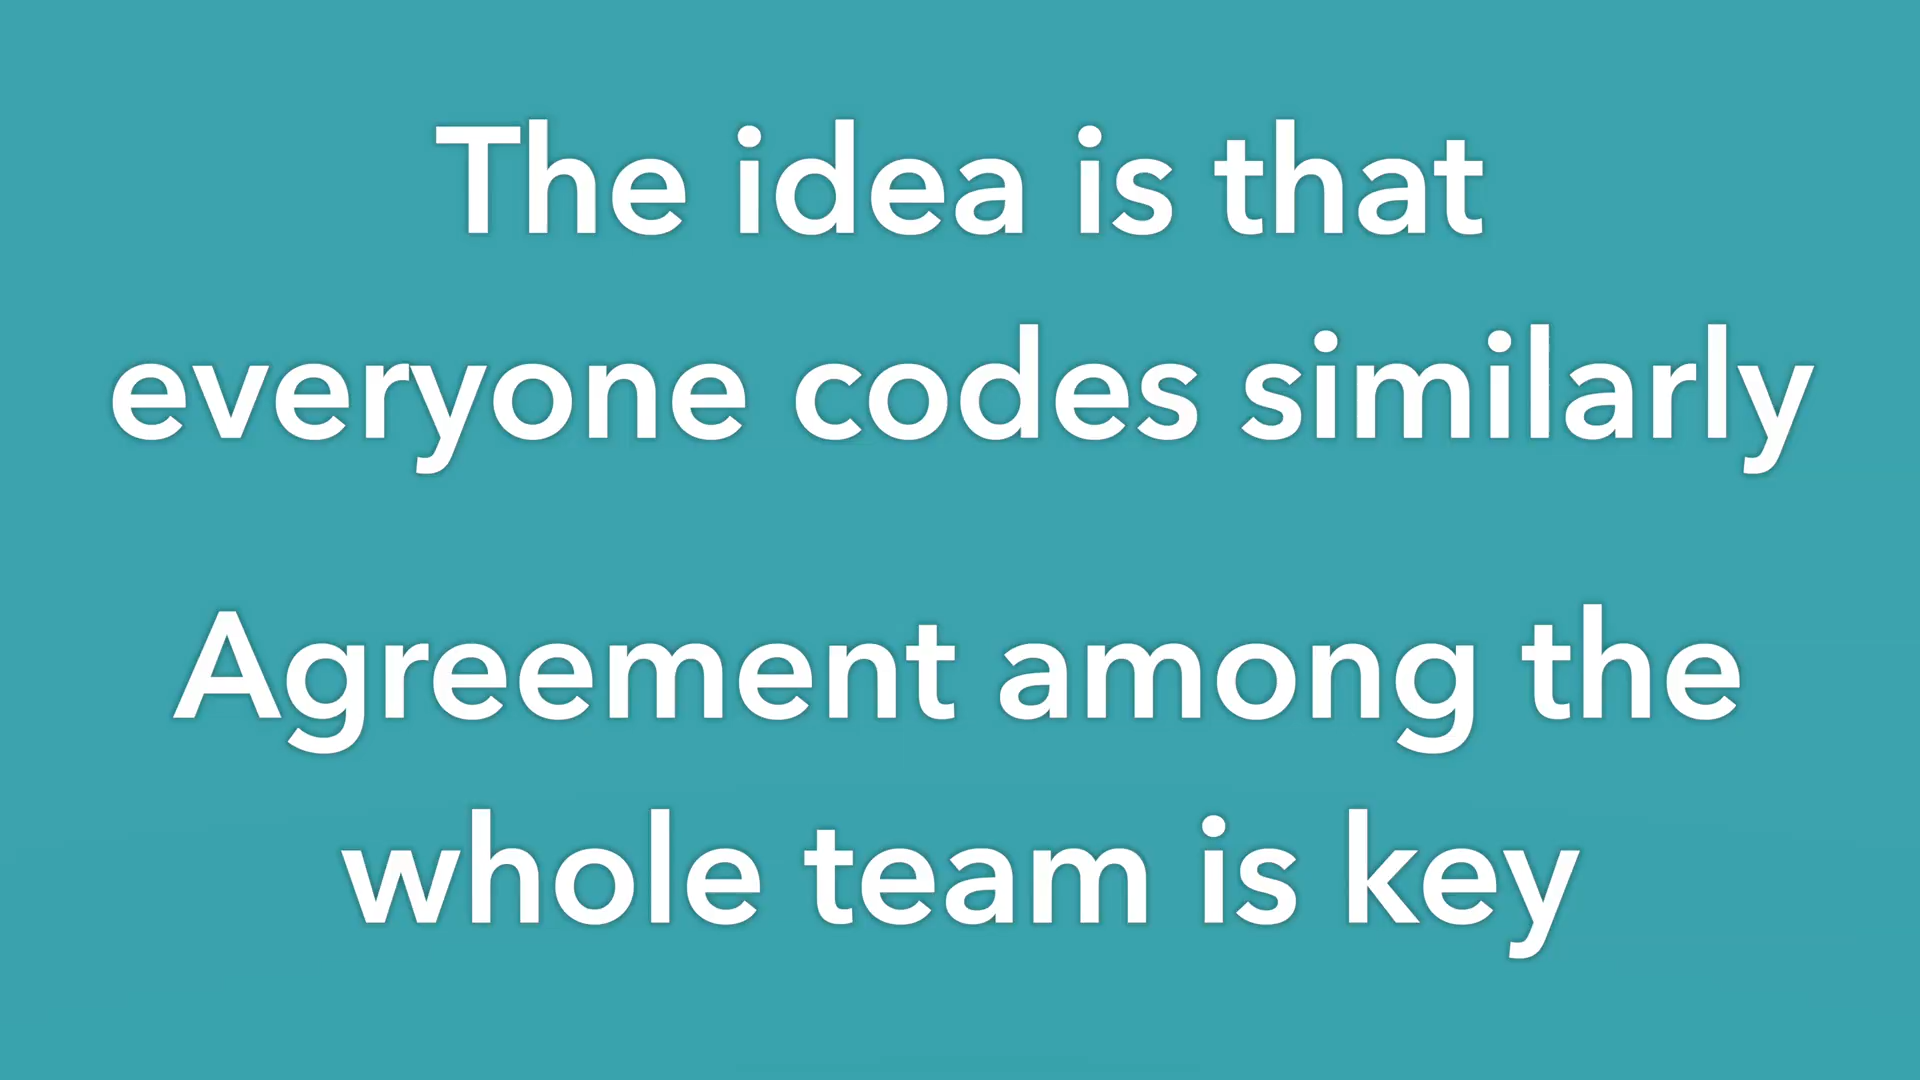 The idea is that
everyone codes similarly
Agreement among the
whole team is key